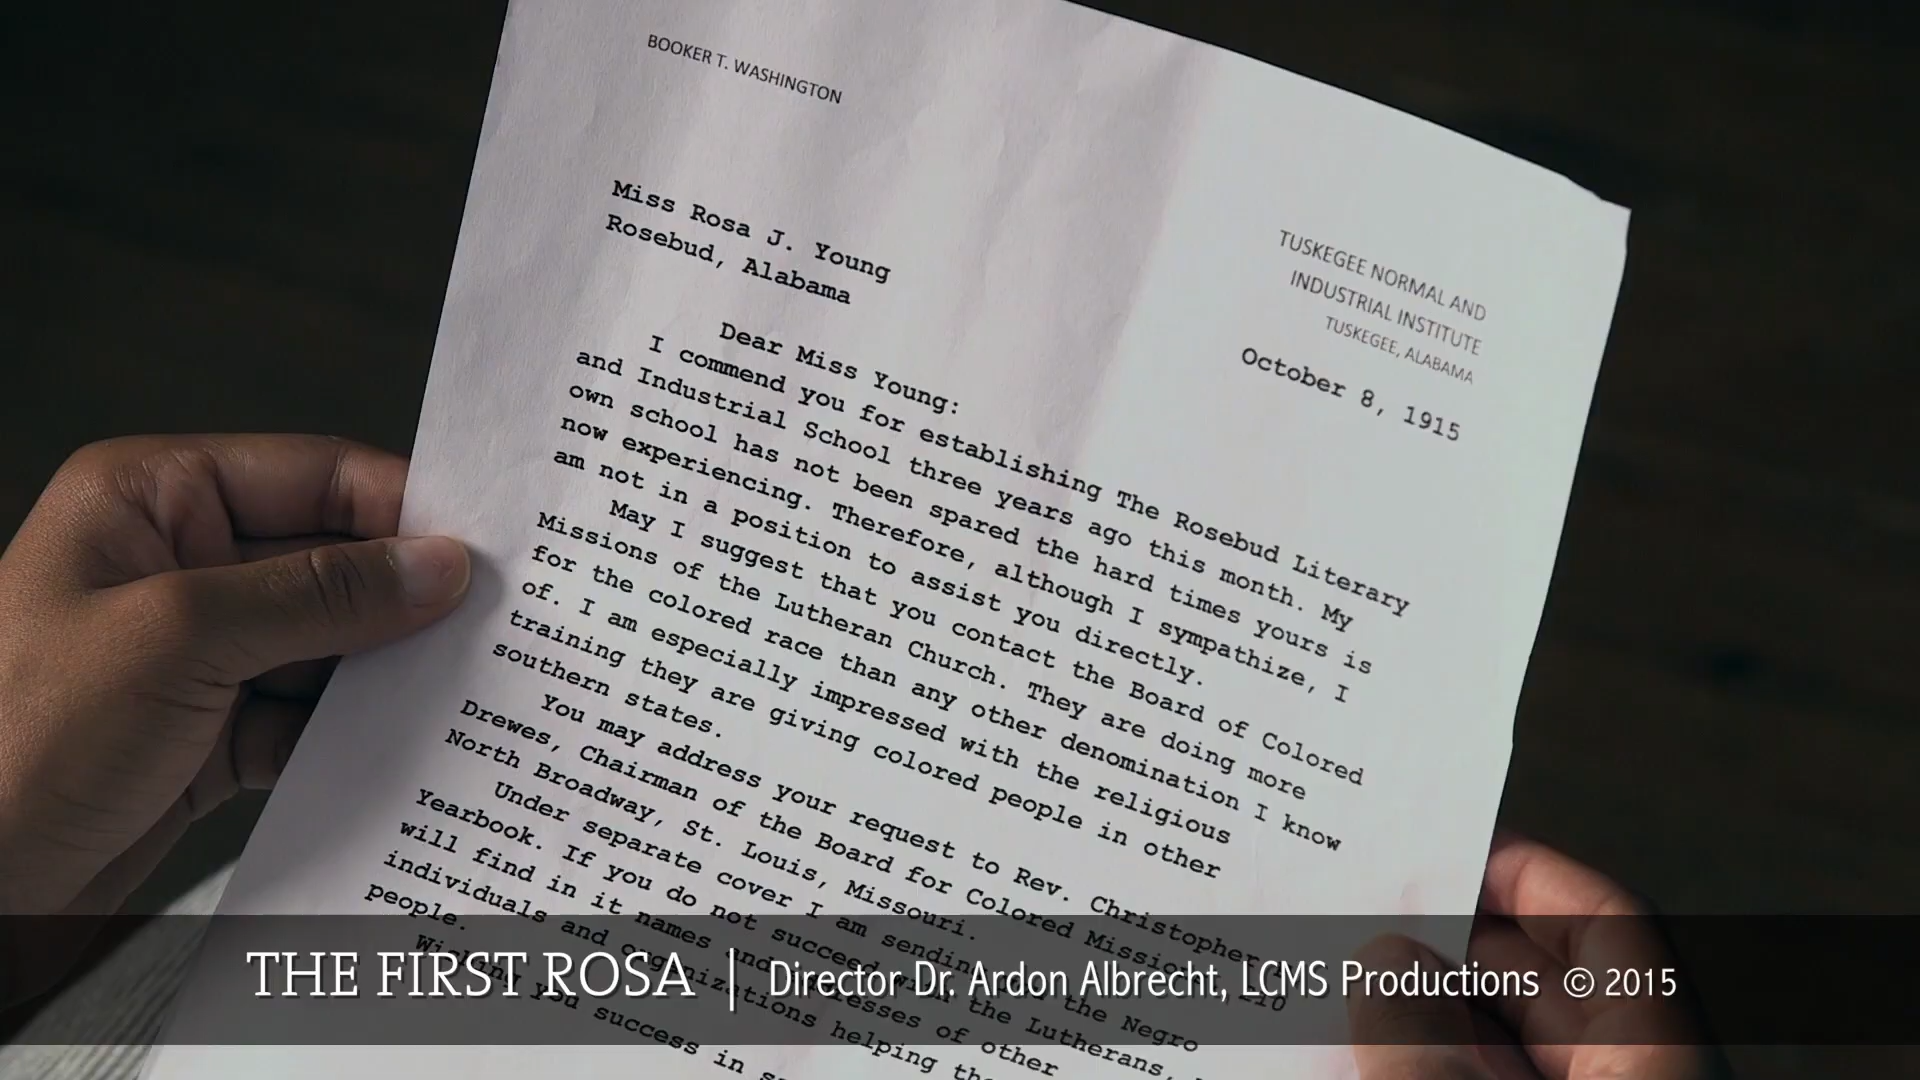 BOOKER T. WASHINGTON
TUSKEGEE NORMAL AND
INDUSTRIAL INSTITUTE
TUSKEGEE, ALABAMA
October 8, 1915
Miss Rosa J. Young
Rosebud, Alabama
Dear Miss Young:
I commend you for establishing The Rosebud Literary
and Industrial School three years ago this month. My
own school has not been spared the hard times yours is
now experiencing. Therefore, although I sympathize, I
am not in a position to assist you directly.
May I suggest that you contact the Board of Colored
Missions of the Lutheran Church. They are doing more
for the colored race than any other denomination I know
of. I am especially impressed with the religious
training they are giving colored people in other
southern states.
You may address your request to Rev. Christopher
Drewes, Chairman of the Board for Colored Missions, 210
North Broadway, St. Louis, Missouri.
Under separate cover I am sending you the Negro
Yearbook. If you do not succeed with the Lutherans,
will find in it names and addresses of other
individuals and organizations helping
people.
Wishing you success in
THE FIRST ROSA | Director Dr. Ardon Albrecht, LCMS Productions © 2015